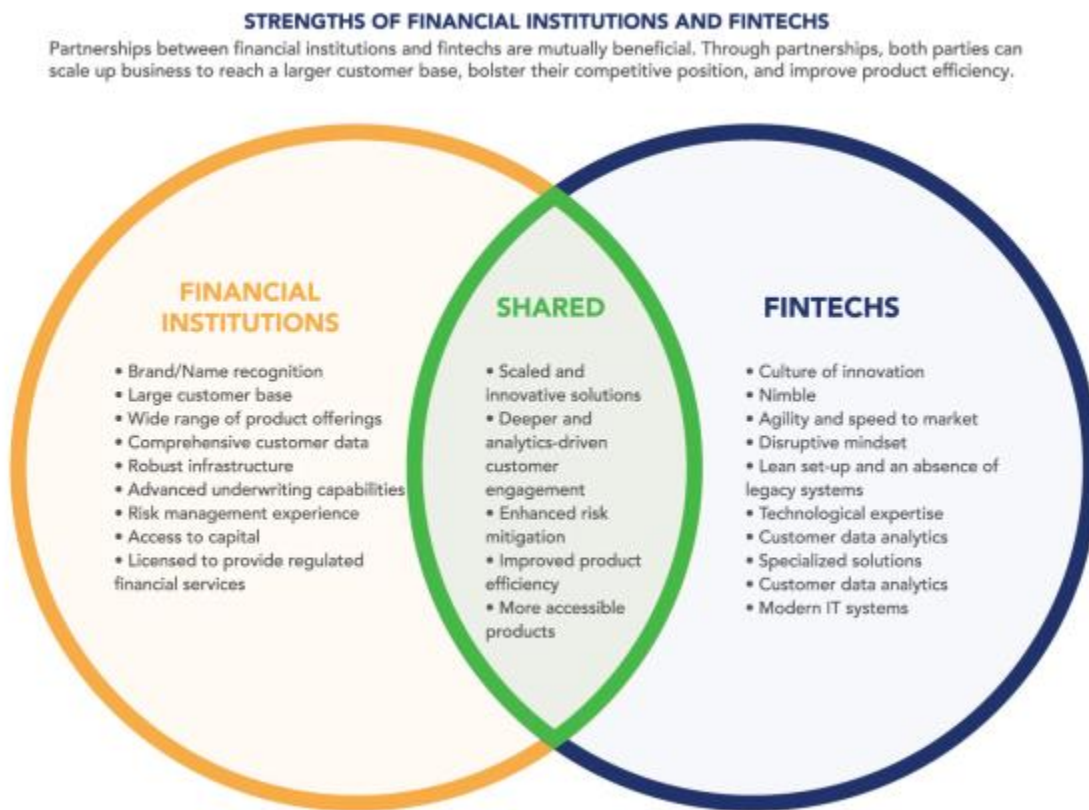 STRENGTHS OF FINANCIAL INSTITUTIONS AND FINTECHS
Partnerships between financial institutions and fintechs are mutually beneficial. Through partnerships, both parties can
scale up business to reach a larger customer base, bolster their competitive position, and improve product efficiency.
FINANCIAL
INSTITUTIONS
• Brand/Name recognition
• Large customer base
• Wide range of product offerings
• Comprehensive customer data
• Robust infrastructure
• Advanced underwriting capabilities
• Risk management experience
• Access to capital
• Licensed to provide regulated
financial services
SHARED
• Scaled and
innovative solutions
• Deeper and
analytics-driven
customer
engagement
• Enhanced risk
mitigation
• Improved product
efficiency
• More accessible
products
FINTECHS
• Culture of innovation
• Nimble
• Agility and speed to market
• Disruptive mindset
• Lean set-up and an absence of
legacy systems
• Technological expertise
• Customer data analytics
• Specialized solutions
• Customer data analytics
• Modern IT systems